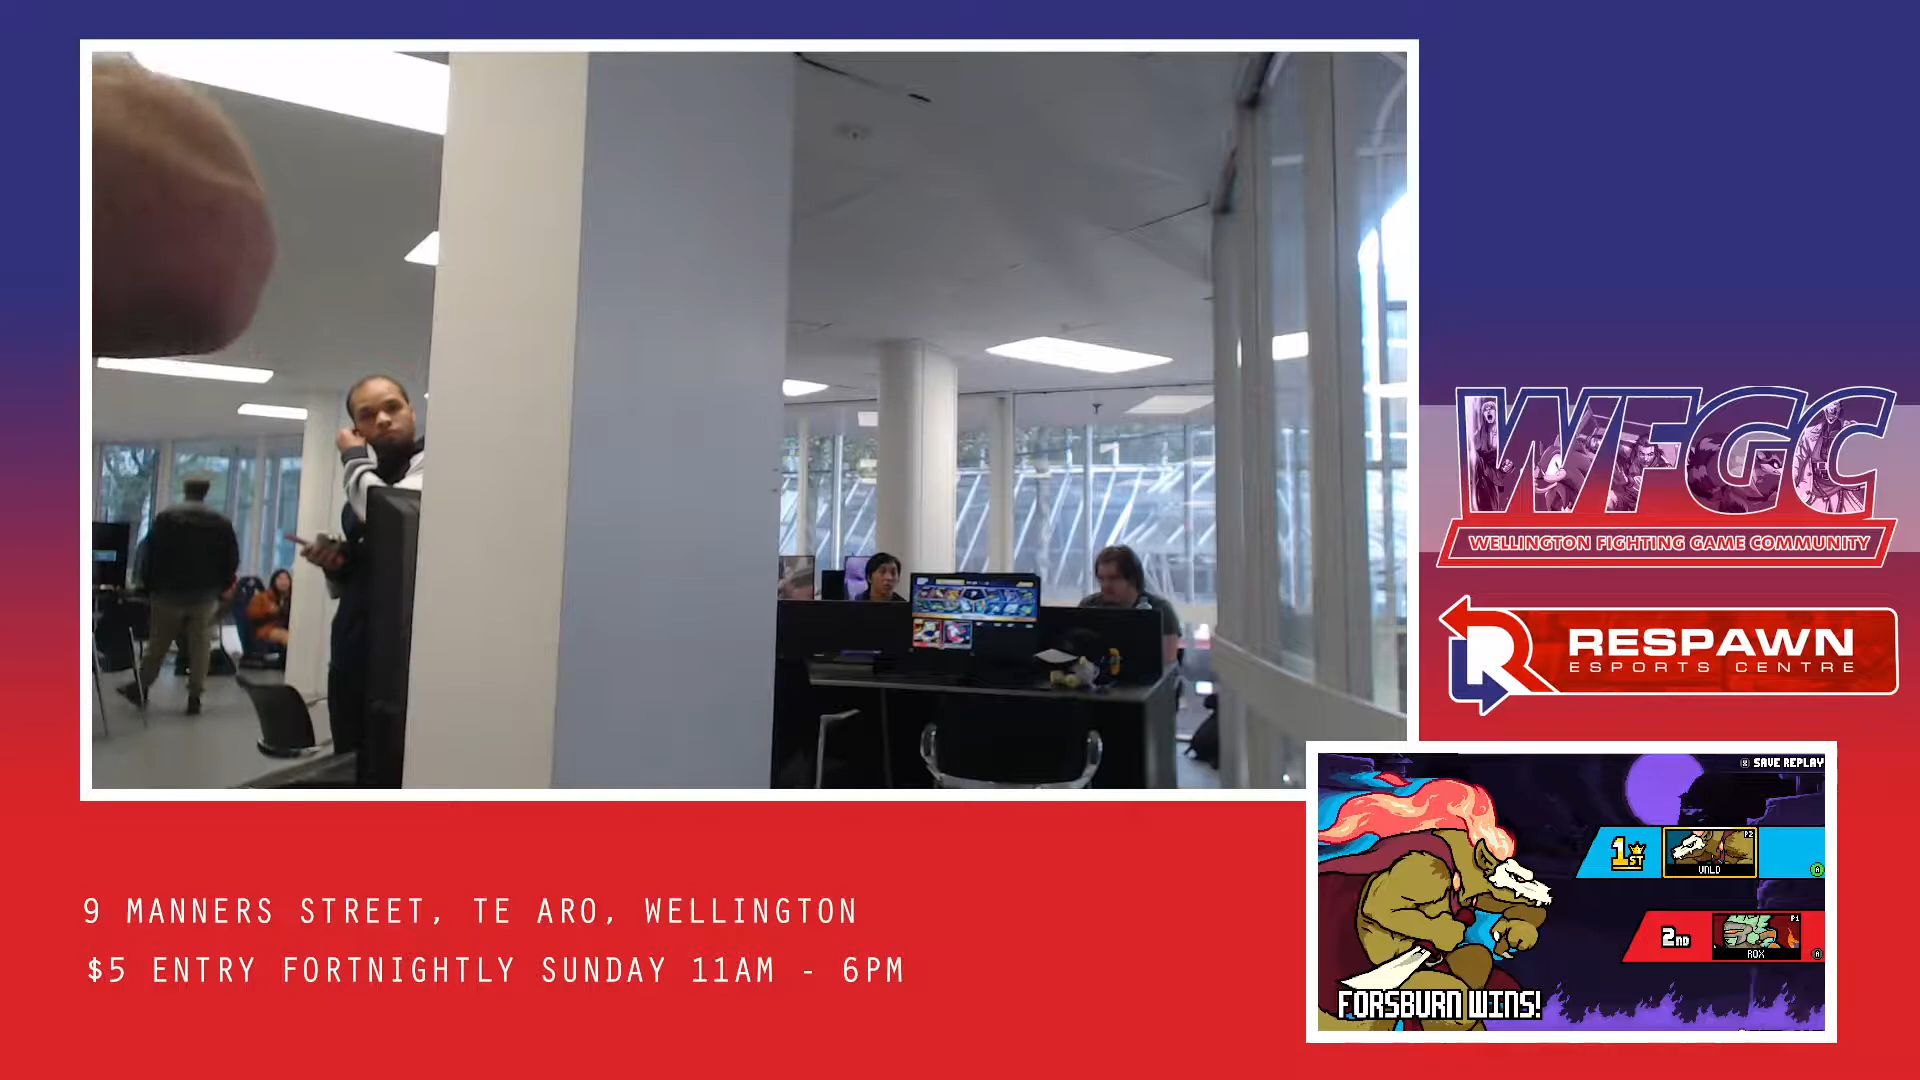 WFGC
WELLINGTON FIGHTING GAME COMMUNITY
R RESPAWN
ESPORTS CENTRE
SAVE REPLAY
1ST
P2
VNLD
2ND
P1
ROX
FORSBURN WINS!
9 MANNERS STREET, TE ARO, WELLINGTON
$5 ENTRY FORTNIGHTLY SUNDAY 11AM - 6PM